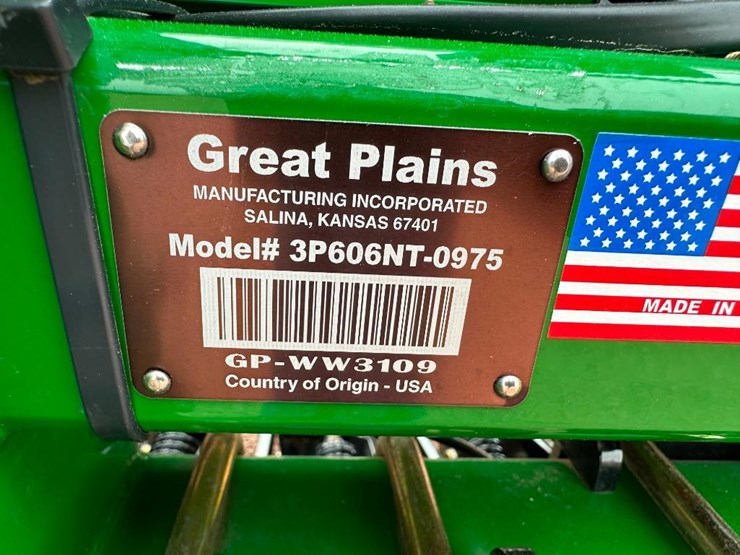 Great Plains
MANUFACTURING INCORPORATED
SALINA, KANSAS 67401
Model# 3P606NT-0975
GP-WW3109
Country of Origin - USA
MADE IN